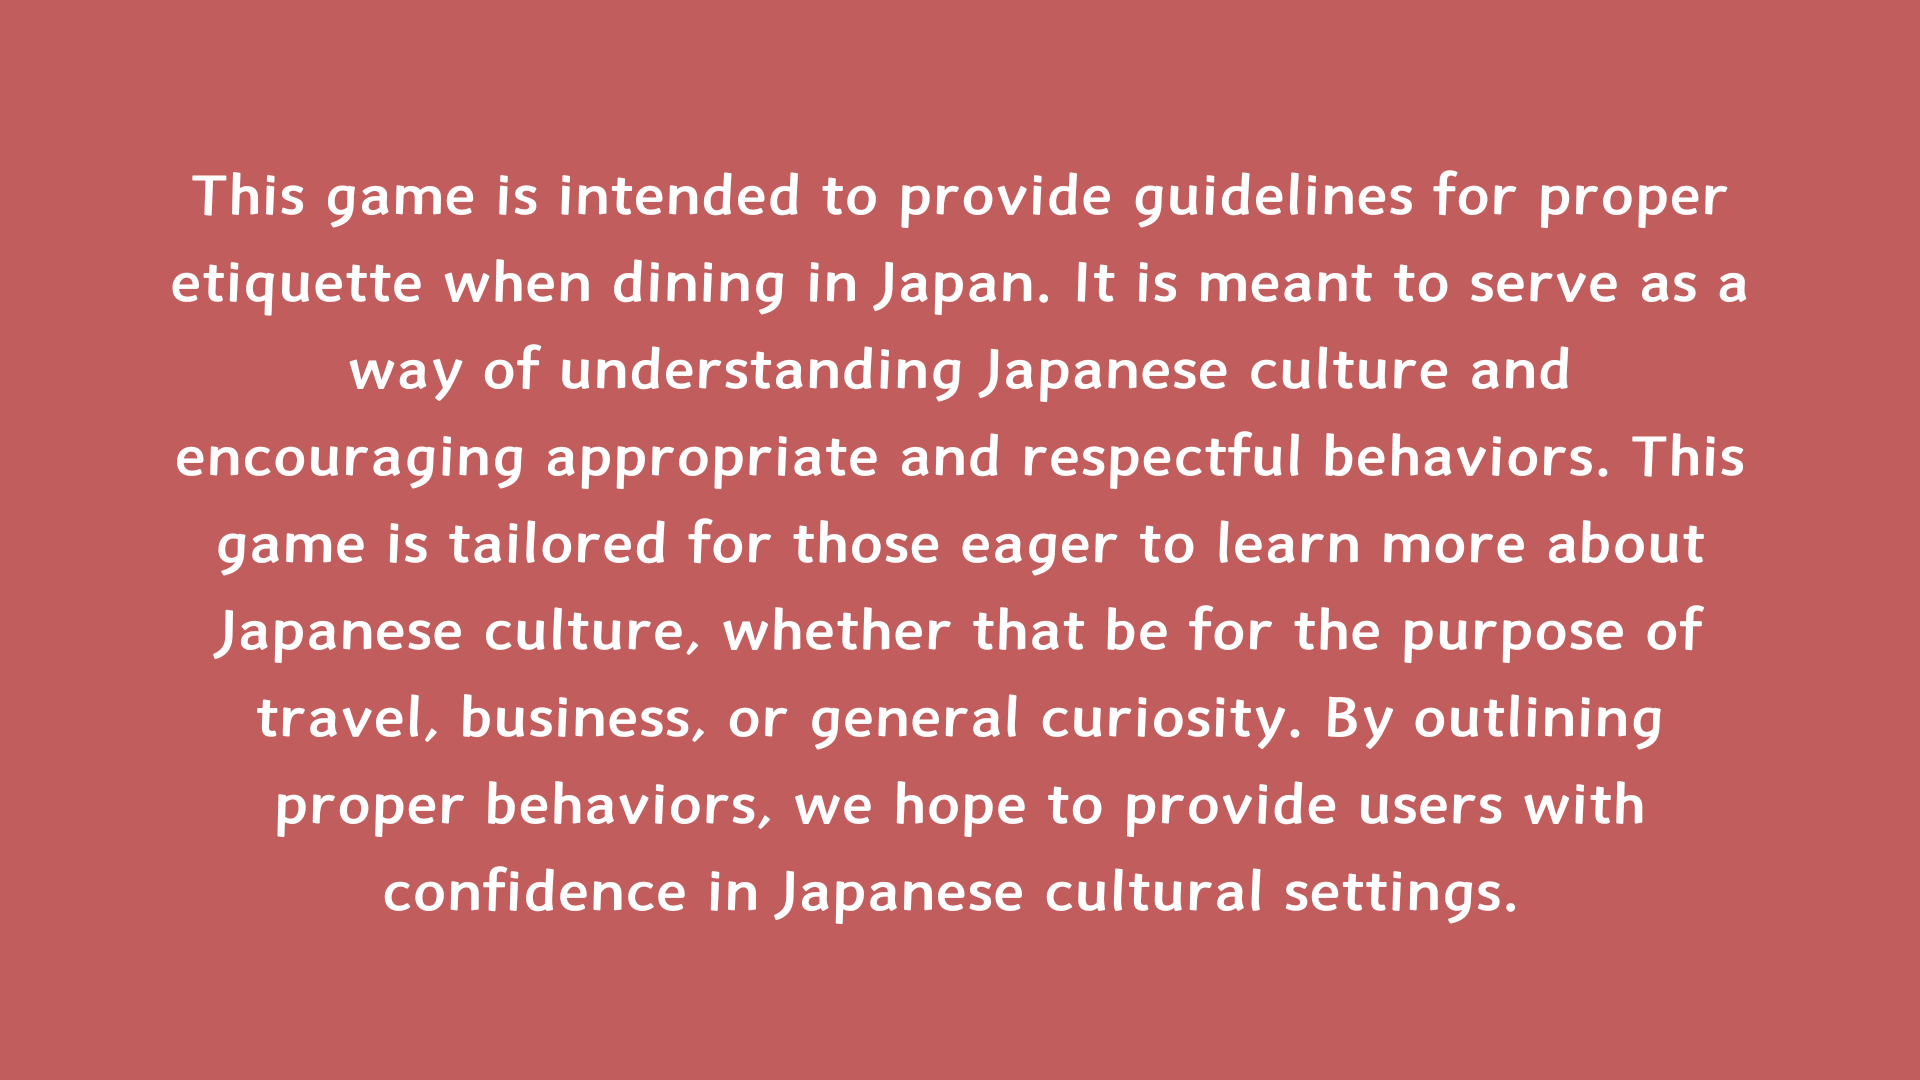 This game is intended to provide guidelines for proper
etiquette when dining in Japan. It is meant to serve as a
way of understanding Japanese culture and
encouraging appropriate and respectful behaviors. This
game is tailored for those eager to learn more about
Japanese culture, whether that be for the purpose of
travel, business, or general curiosity. By outlining
proper behaviors, we hope to provide users with
confidence in Japanese cultural settings.